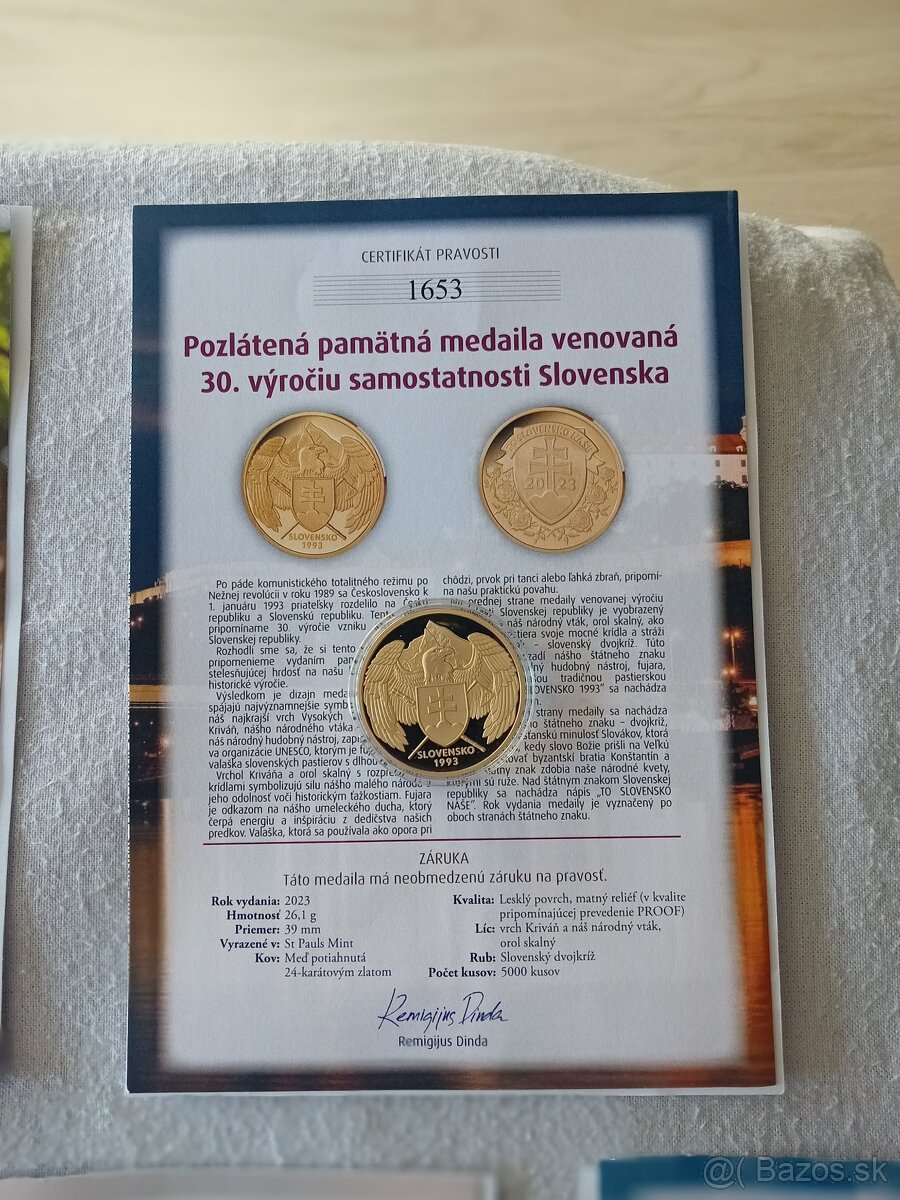 CERTIFIKÁT PRAVOSTI
1653
Pozlátená pamätná medaila venovaná
30. výročiu samostatnosti Slovenska
SLOVENSKO
1993
TO SLOVENSKO NAŠE
20 23
Po páde komunistického totalitného režimu po
Nežnej revolúcii v roku 1989 sa Československo k
1. januáru 1993 priateľsky rozdelilo na Českú
republiku a Slovenskú republiku.
pripomíname 30. výročie vzniku
Slovenskej republiky.
Rozhodli sme sa, že si tento
pripomenieme vydaním
stelesňujúcej hrdosť na našu
historické výročie.
Výsledkom je dizajn
spájajú najvýznamnejšie
náš najkrajší vrch Vysokých
Kriváň, nášho národného vtáka
náš národný hudobný nástroj,
va organizácie UNESCO, ktorým je
valaška slovenských pastierov s
Vrchol Kriváňa a orol skalný s
krídlami symbolizujú silu nášho malého národa
jeho odolnosť voči historickým ťažkostiam. Fujara
je odkazom na nášho umeleckého ducha, ktorý
čerpá energiu a inšpiráciu z dedičstva našich
predkov. Valaška, ktorá sa používala ako opora pri
chôdzi, prvok pri tanci alebo ľahká zbraň, pripomí-
na našu praktickú povahu.
prednej strane medaily venovanej výročiu
Slovenskej republiky je vyobrazený
náš národný vták, orol skalný, ako
svoje mocné krídla a stráži
- slovenský dvojkríž. Túto
nášho štátneho znaku
hudobný nástroj, fujara,
tradičnou pastierskou
1993" sa nachádza
strany medaily sa nachádza
štátneho znaku – dvojkríž,
minulosť Slovákov, ktorá
kedy slovo Božie prišli na Veľkú
byzantskí bratia Konštantín a
znak zdobia naše národné kvety,
sú ruže. Nad štátnym znakom Slovenskej
republiky sa nachádza nápis „TO SLOVENSKO
NAŠE". Rok vydania medaily je vyznačený po
oboch stranách štátneho znaku.
SLOVENSKO
1993
ZÁRUKA
Táto medaila má neobmedzenú záruku na pravosť.
Rok vydania: 2023
Hmotnosť 26,1 g
Priemer: 39 mm
Vyrazené v: St Pauls Mint
Kov: Meď potiahnutá
24-karátovým zlatom
Kvalita: Lesklý povrch, matný reliéf (v kvalite
pripomínajúcej prevedenie PROOF)
Líc: vrch Kriváň a náš národný vták,
orol skalný
Rub: Slovenský dvojkríž
Počet kusov: 5000 kusov
Remigijus Dinda
Remigijus Dinda
@( Bazos.sk